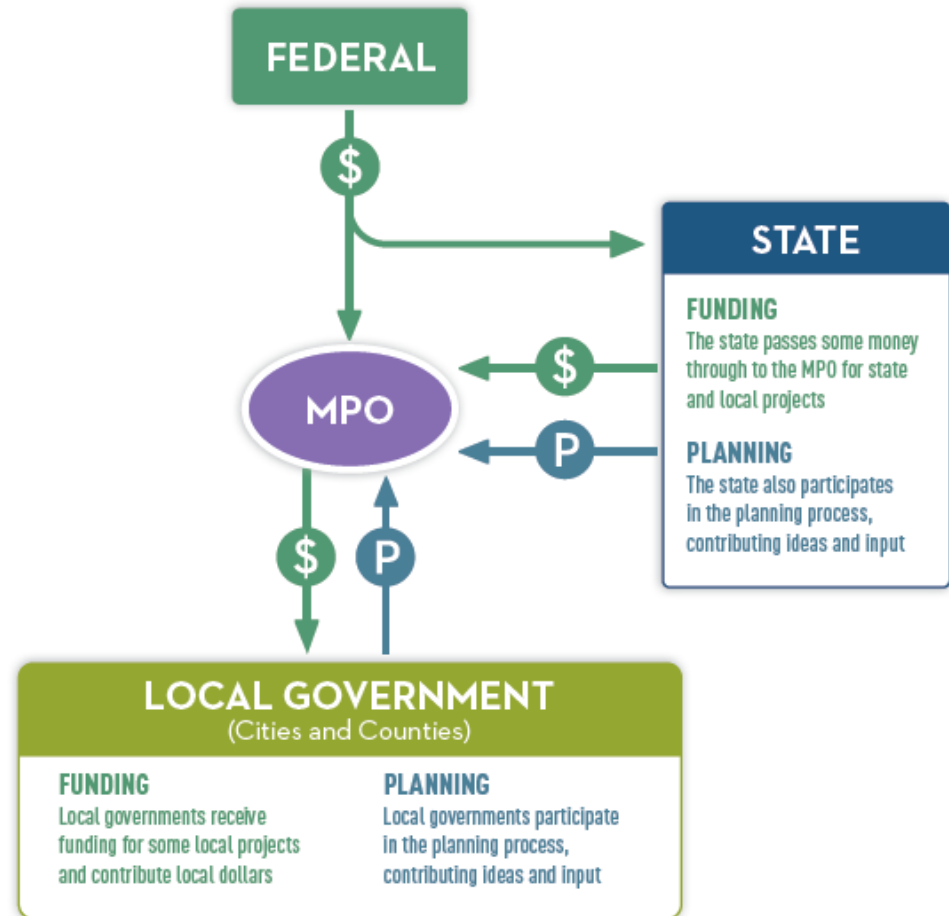 FEDERAL
$
STATE
FUNDING
The state passes some money
through to the MPO for state
and local projects
$
MPO
P
PLANNING
The state also participates
in the planning process,
contributing ideas and input
$
P
LOCAL GOVERNMENT
(Cities and Counties)
FUNDING
Local governments receive
funding for some local projects
and contribute local dollars
PLANNING
Local governments participate
in the planning process,
contributing ideas and input